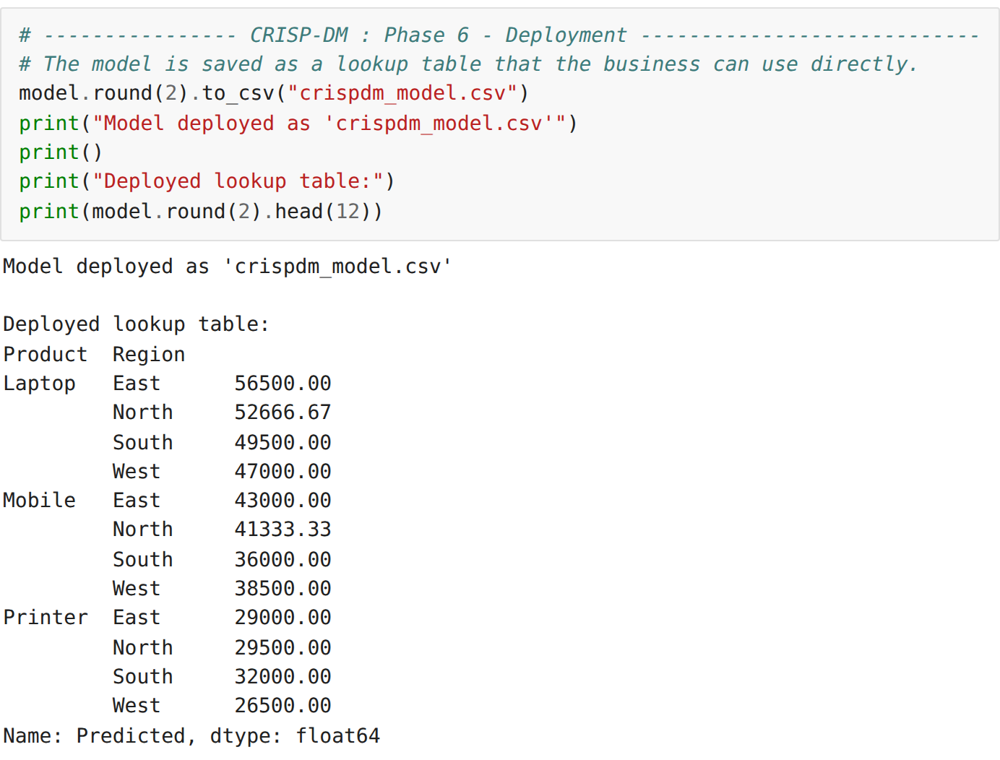 # ---------------- CRISP-DM : Phase 6 - Deployment ----------------------------
# The model is saved as a lookup table that the business can use directly.
model.round(2).to_csv("crispdm_model.csv")
print("Model deployed as 'crispdm_model.csv'")
print()
print("Deployed lookup table:")
print(model.round(2).head(12))
Model deployed as 'crispdm_model.csv'

Deployed lookup table:
Product  Region
Laptop   East      56500.00
         North     52666.67
         South     49500.00
         West      47000.00
Mobile   East      43000.00
         North     41333.33
         South     36000.00
         West      38500.00
Printer  East      29000.00
         North     29500.00
         South     32000.00
         West      26500.00
Name: Predicted, dtype: float64